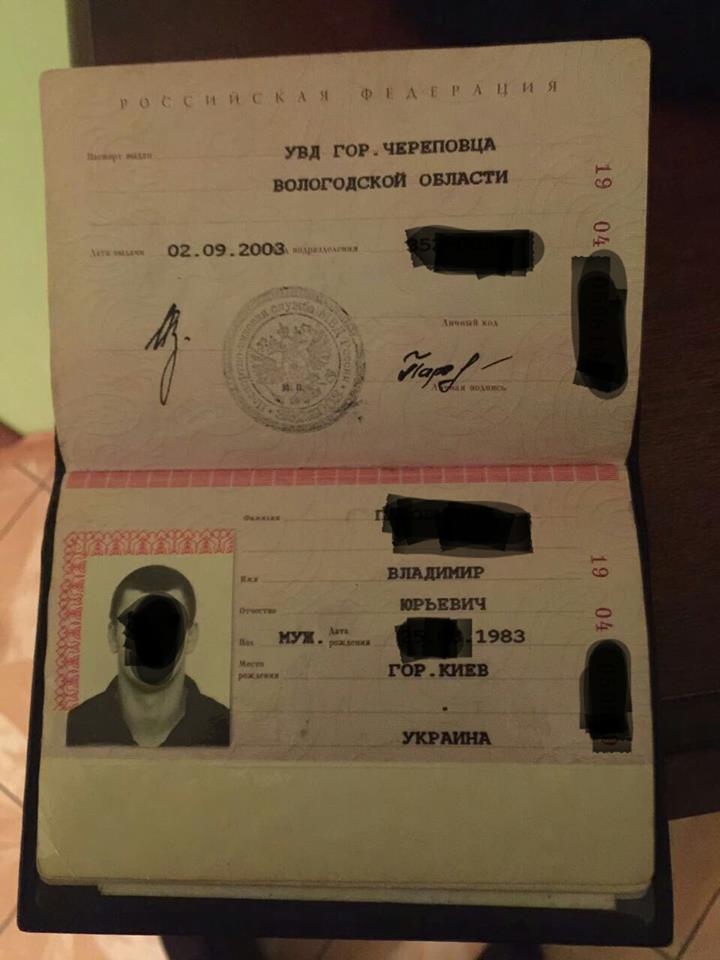 РОССИЙСКАЯ ФЕДЕРАЦИЯ
Паспорт выдан УВД ГОР.ЧЕРЕПОВЦА
ВОЛОГОДСКОЙ ОБЛАСТИ
Дата выдачи 02.09.2003 подразделения
19 04
Личный код
М.П.
Личная подпись
Фамилия
Имя ВЛАДИМИР
Отчество ЮРЬЕВИЧ
Пол МУЖ. Дата рождения .1983
Место рождения ГОР.КИЕВ
УКРАИНА
19 04